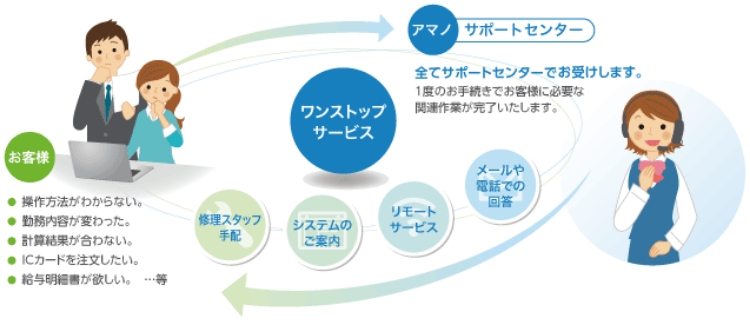 アマノ サポートセンター
全てサポートセンターでお受けします。
1度のお手続きでお客様に必要な
関連作業が完了いたします。
ワンストップ
サービス
お客様
● 操作方法がわからない。
● 勤務内容が変わった。
● 計算結果が合わない。
● ICカードを注文したい。
● 給与明細書が欲しい。 …等
修理スタッフ
手配
システムの
ご案内
リモート
サービス
メールや
電話での
回答